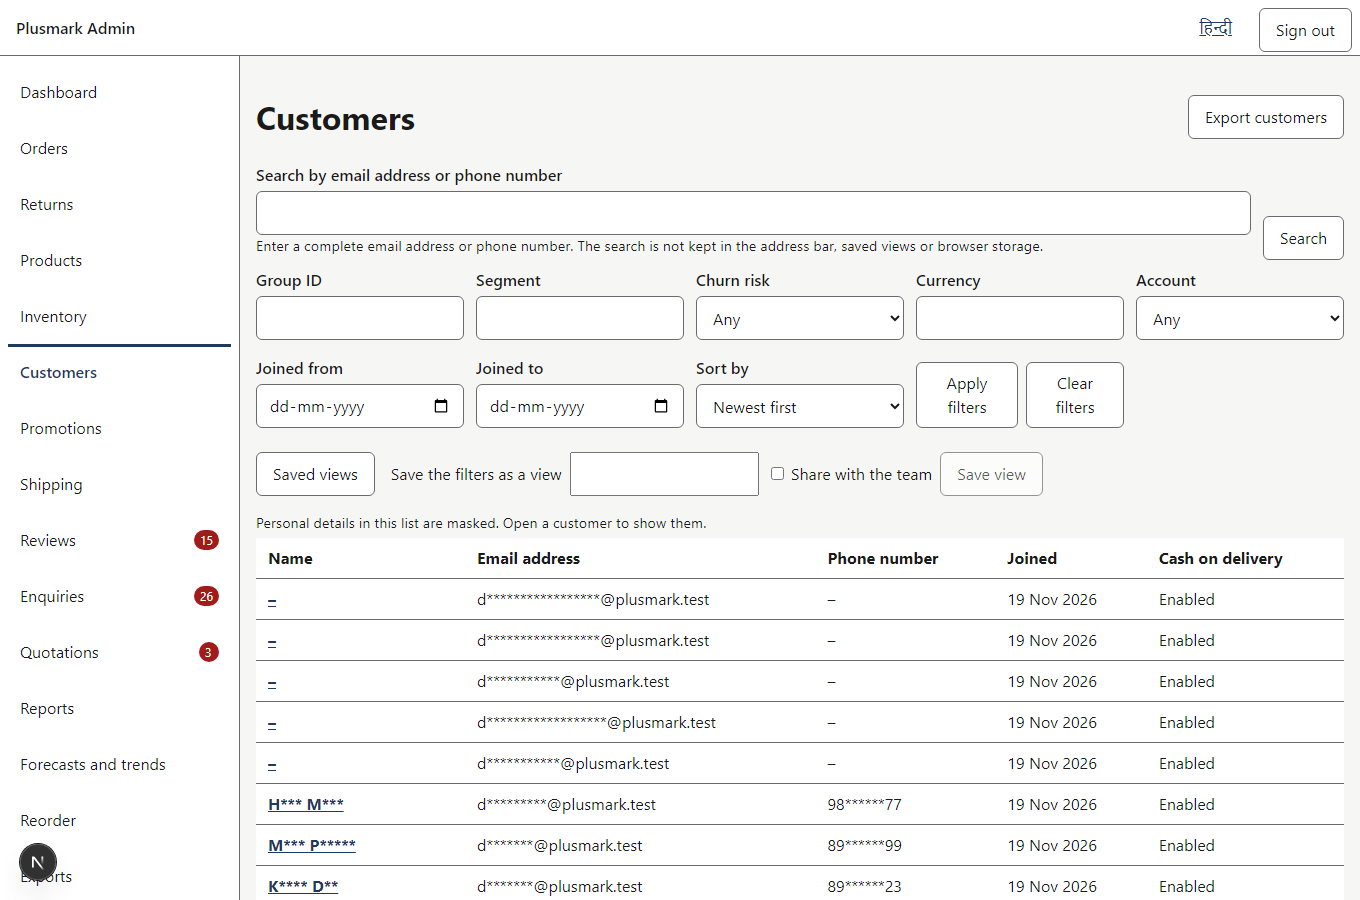 Plusmark Admin
हिन्दी
Sign out
Dashboard
Orders
Returns
Products
Inventory
Customers
Promotions
Shipping
Reviews 15
Enquiries 26
Quotations 3
Reports
Forecasts and trends
Reorder
N
Exports
Customers
Export customers
Search by email address or phone number
Enter a complete email address or phone number. The search is not kept in the address bar, saved views or browser storage.
Search
Group ID Segment Churn risk Currency Account
Any Any
Joined from Joined to Sort by
dd-mm-yyyy dd-mm-yyyy Newest first
Apply filters
Clear filters
Saved views Save the filters as a view Share with the team Save view
Personal details in this list are masked. Open a customer to show them.
Name Email address Phone number Joined Cash on delivery
– d*****************@plusmark.test – 19 Nov 2026 Enabled
– d*****************@plusmark.test – 19 Nov 2026 Enabled
– d***********@plusmark.test – 19 Nov 2026 Enabled
– d******************@plusmark.test – 19 Nov 2026 Enabled
– d***********@plusmark.test – 19 Nov 2026 Enabled
H*** M*** d*********@plusmark.test 98******77 19 Nov 2026 Enabled
M*** P***** d*******@plusmark.test 89******99 19 Nov 2026 Enabled
K**** D** d*******@plusmark.test 89******23 19 Nov 2026 Enabled